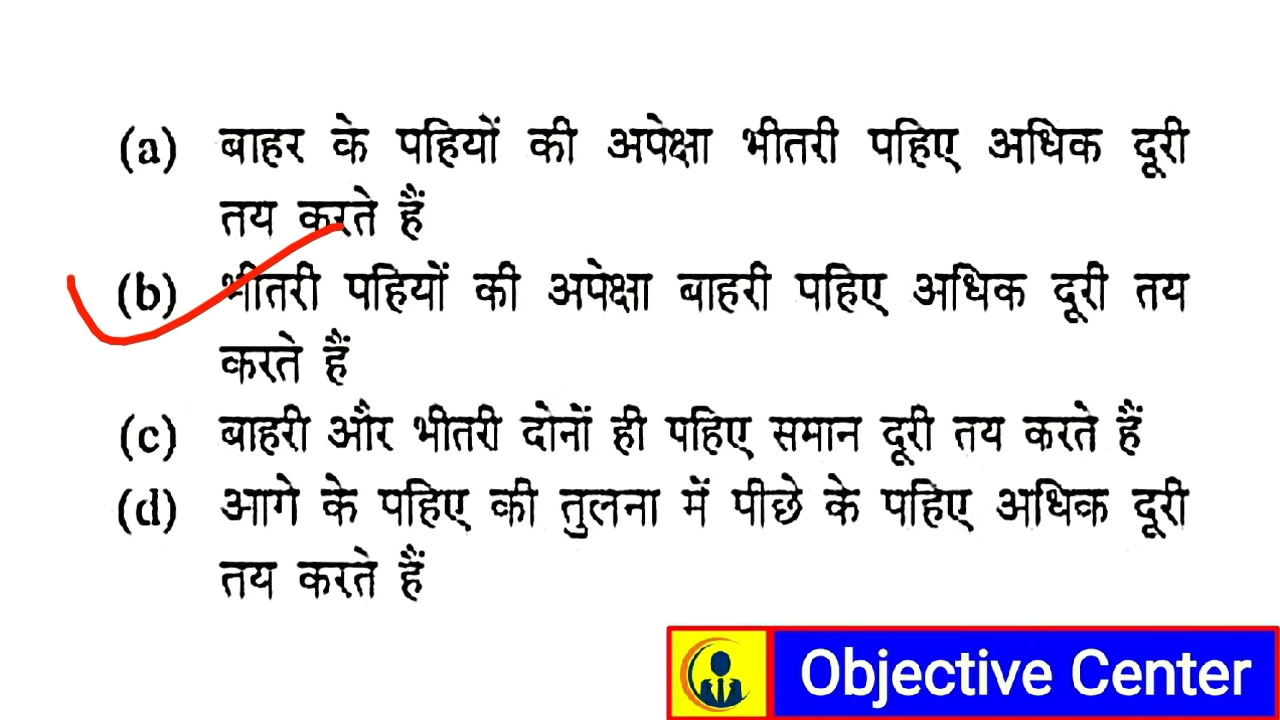 (a) बाहर के पहियों की अपेक्षा भीतरी पहिए अधिक दूरी
तय करते हैं
(b) भीतरी पहियों की अपेक्षा बाहरी पहिए अधिक दूरी तय
करते हैं
(c) बाहरी और भीतरी दोनों ही पहिए समान दूरी तय करते हैं
(d) आगे के पहिए की तुलना में पीछे के पहिए अधिक दूरी
तय करते हैं
Objective Center